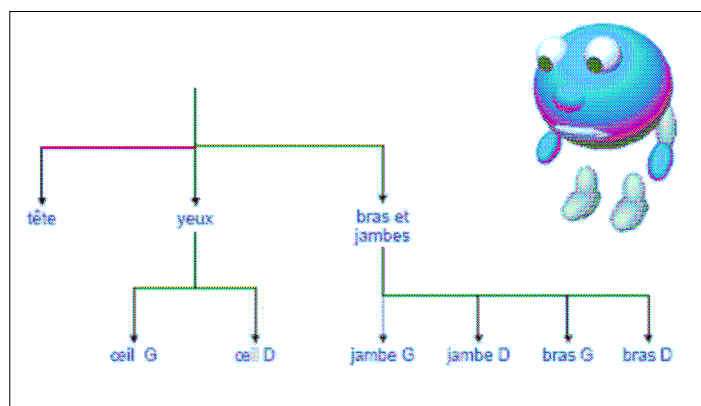 tête
yeux
bras et
jambes
œil G
œil D
jambe G
jambe D
bras G
bras D